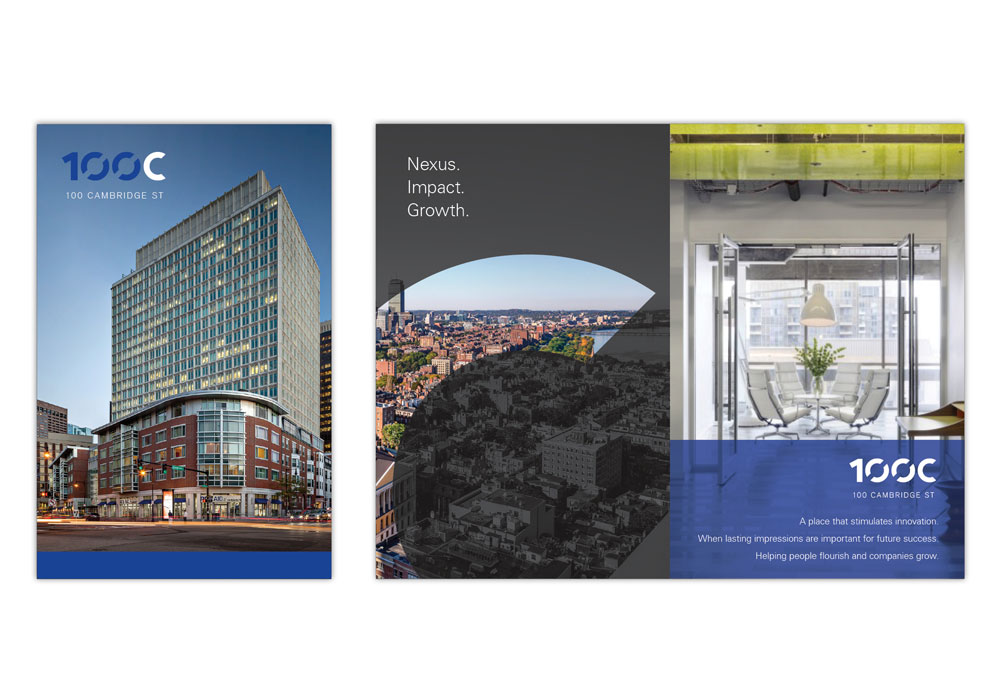 100C
100 CAMBRIDGE ST
Nexus.
Impact.
Growth.
100C
100 CAMBRIDGE ST
A place that stimulates innovation.
When lasting impressions are important for future success.
Helping people flourish and companies grow.